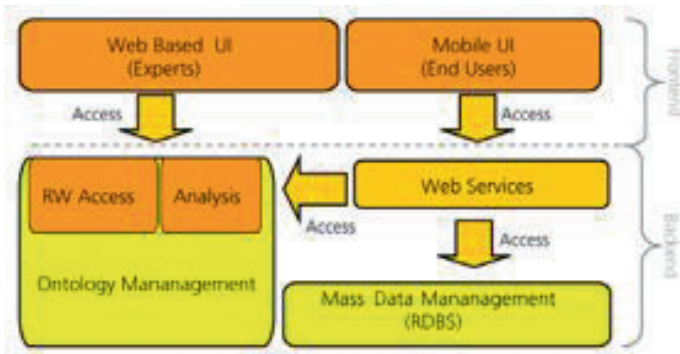 Web Based UI
(Experts)
Mobile UI
(End Users)
Access
Access
Frontend
RW Access
Analysis
Web Services
Access
Access
Ontology Mananagement
Mass Data Mananagement
(RDBS)
Backend